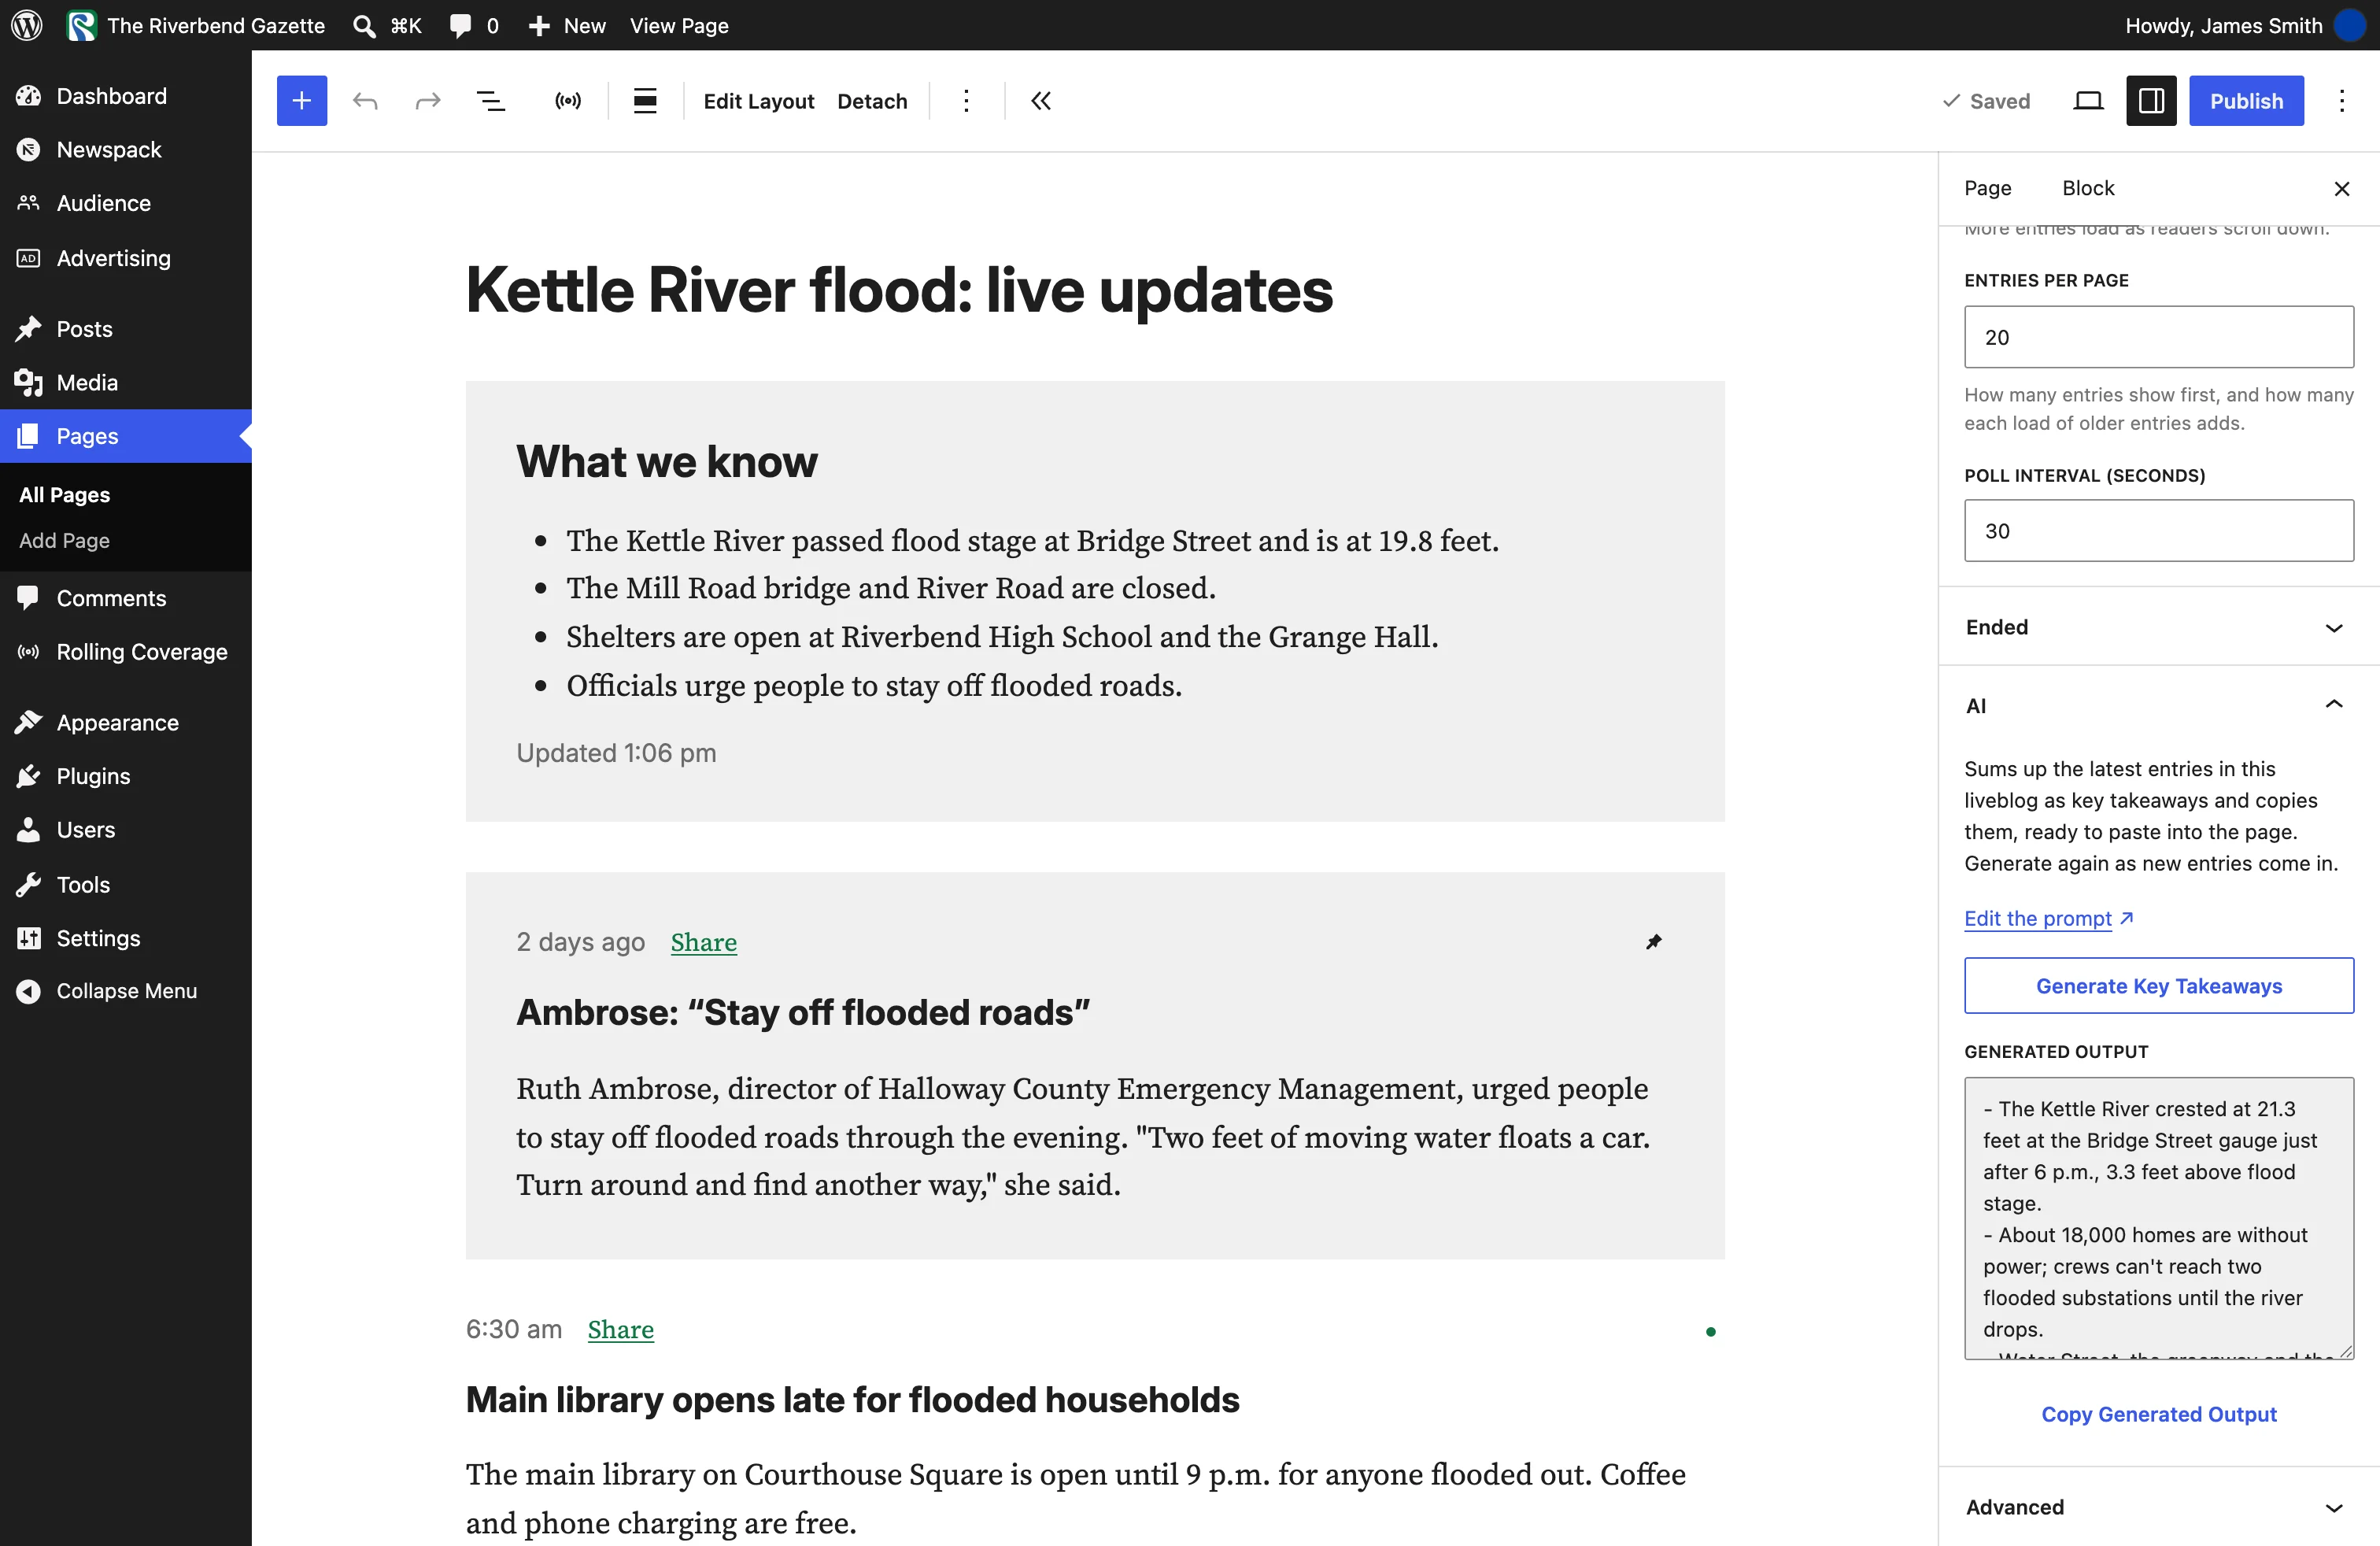 The Riverbend Gazette ⌘K 0 New View Page
Howdy, James Smith
Dashboard
Newspack
Audience
Advertising
Posts
Media
Pages
All Pages
Add Page
Comments
Rolling Coverage
Appearance
Plugins
Users
Tools
Settings
Collapse Menu
Edit Layout Detach
Saved
Publish
Kettle River flood: live updates
What we know
• The Kettle River passed flood stage at Bridge Street and is at 19.8 feet.
• The Mill Road bridge and River Road are closed.
• Shelters are open at Riverbend High School and the Grange Hall.
• Officials urge people to stay off flooded roads.
Updated 1:06 pm
2 days ago Share
Ambrose: “Stay off flooded roads”
Ruth Ambrose, director of Halloway County Emergency Management, urged people
to stay off flooded roads through the evening. "Two feet of moving water floats a car.
Turn around and find another way," she said.
6:30 am Share
Main library opens late for flooded households
The main library on Courthouse Square is open until 9 p.m. for anyone flooded out. Coffee
and phone charging are free.
Page Block
More entries load as readers scroll down.
ENTRIES PER PAGE
20
How many entries show first, and how many
each load of older entries adds.
POLL INTERVAL (SECONDS)
30
Ended
AI
Sums up the latest entries in this
liveblog as key takeaways and copies
them, ready to paste into the page.
Generate again as new entries come in.
Edit the prompt ↗
Generate Key Takeaways
GENERATED OUTPUT
- The Kettle River crested at 21.3
feet at the Bridge Street gauge just
after 6 p.m., 3.3 feet above flood
stage.
- About 18,000 homes are without
power; crews can't reach two
flooded substations until the river
drops.
- Water Street, the greenway and the
Copy Generated Output
Advanced